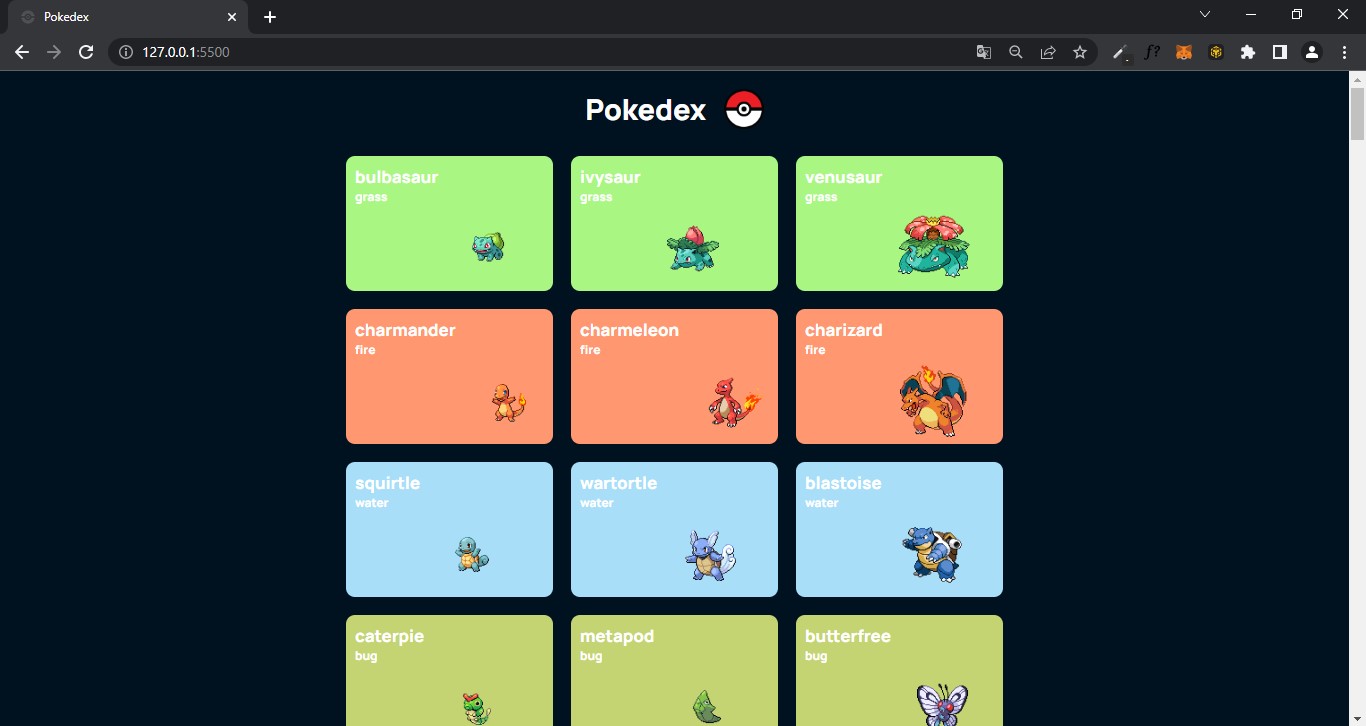 Pokedex
127.0.0.1:5500
f?
Pokedex
bulbasaur
grass
ivysaur
grass
venusaur
grass
charmander
fire
charmeleon
fire
charizard
fire
squirtle
water
wartortle
water
blastoise
water
caterpie
bug
metapod
bug
butterfree
bug